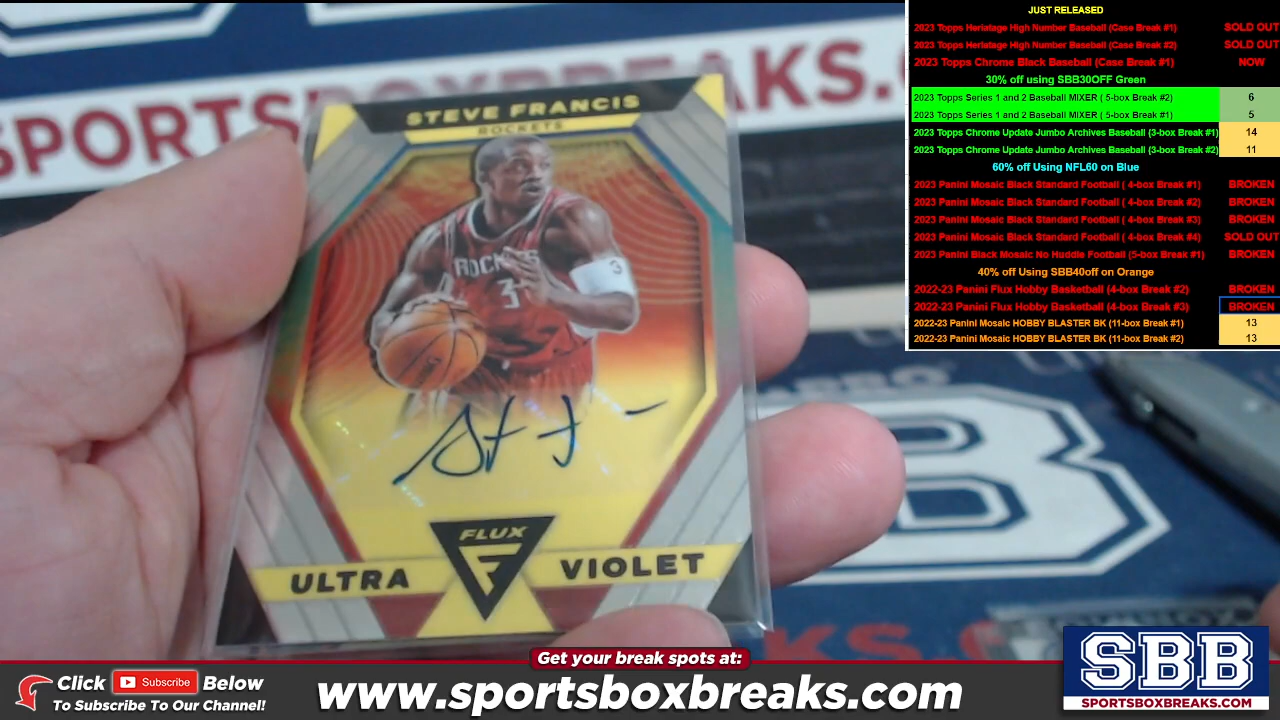 SPORTSBOXBREAKS.C
STEVE FRANCIS
ROCKETS
ROCKETS
3
3
FLUX
ULTRA
VIOLET
B
JUST RELEASED
2023 Topps Heriatage High Number Baseball (Case Break #1) SOLD OUT
2023 Topps Heriatage High Number Baseball (Case Break #2) SOLD OUT
2023 Topps Chrome Black Baseball (Case Break #1) NOW
30% off using SBB30OFF Green
2023 Topps Series 1 and 2 Baseball MIXER ( 5-box Break #2) 6
2023 Topps Series 1 and 2 Baseball MIXER ( 5-box Break #1) 5
2023 Topps Chrome Update Jumbo Archives Baseball (3-box Break #1) 14
2023 Topps Chrome Update Jumbo Archives Baseball (3-box Break #2) 11
60% off Using NFL60 on Blue
2023 Panini Mosaic Black Standard Football ( 4-box Break #1) BROKEN
2023 Panini Mosaic Black Standard Football ( 4-box Break #2) BROKEN
2023 Panini Mosaic Black Standard Football ( 4-box Break #3) BROKEN
2023 Panini Mosaic Black Standard Football ( 4-box Break #4) SOLD OUT
2023 Panini Black Mosaic No Huddle Football (5-box Break #1) BROKEN
40% off Using SBB40off on Orange
2022-23 Panini Flux Hobby Basketball (4-box Break #2) BROKEN
2022-23 Panini Flux Hobby Basketball (4-box Break #3) BROKEN
2022-23 Panini Mosaic HOBBY BLASTER BK (11-box Break #1) 13
2022-23 Panini Mosaic HOBBY BLASTER BK (11-box Break #2) 13
Get your break spots at:
Click Subscribe Below
To Subscribe To Our Channel!
www.sportsboxbreaks.com
SBB
SPORTSBOXBREAKS.COM